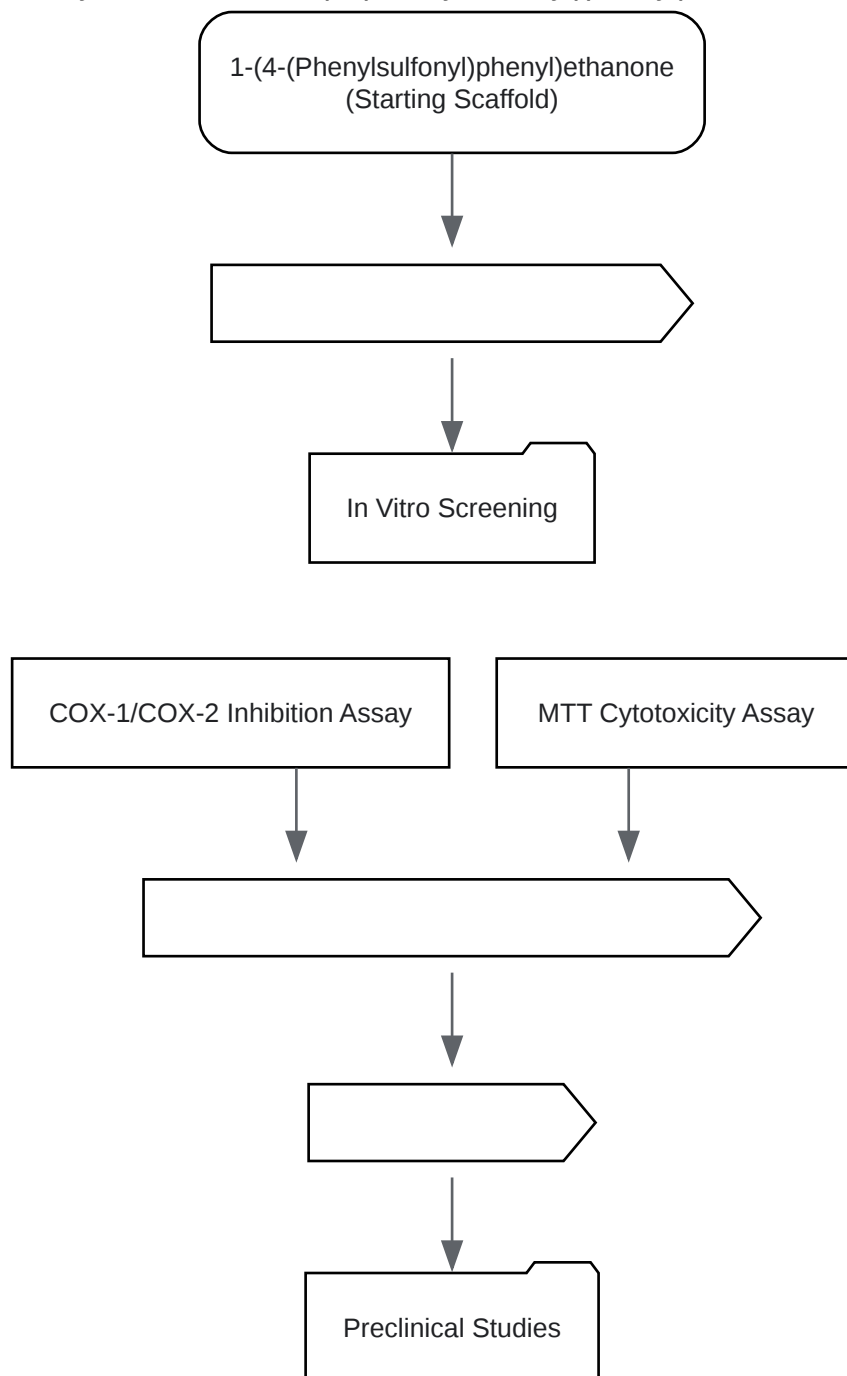 1-(4-(Phenylsulfonyl)phenyl)ethanone
(Starting Scaffold)
In Vitro Screening
COX-1/COX-2 Inhibition Assay
MTT Cytotoxicity Assay
Preclinical Studies